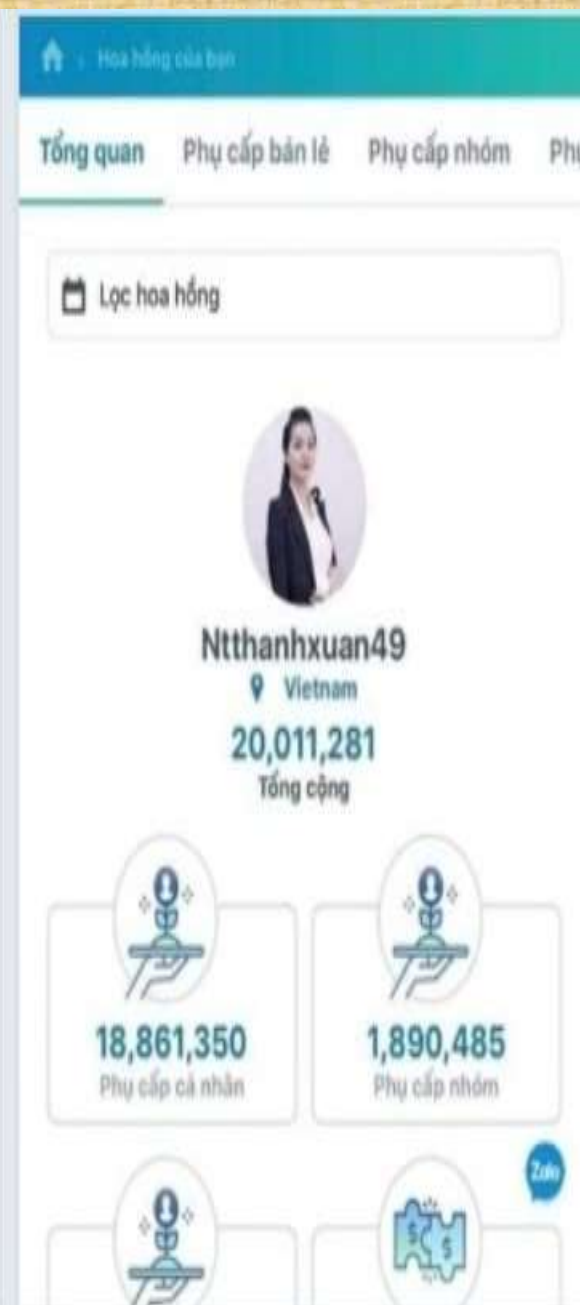 Hoa hồng của bạn
Tổng quan Phụ cấp bán lẻ Phụ cấp nhóm Phụ
Lọc hoa hồng
Ntthanhxuan49
Vietnam
20,011,281
Tổng cộng
18,861,350 1,890,485
Phụ cấp cá nhân Phụ cấp nhóm
Zalo